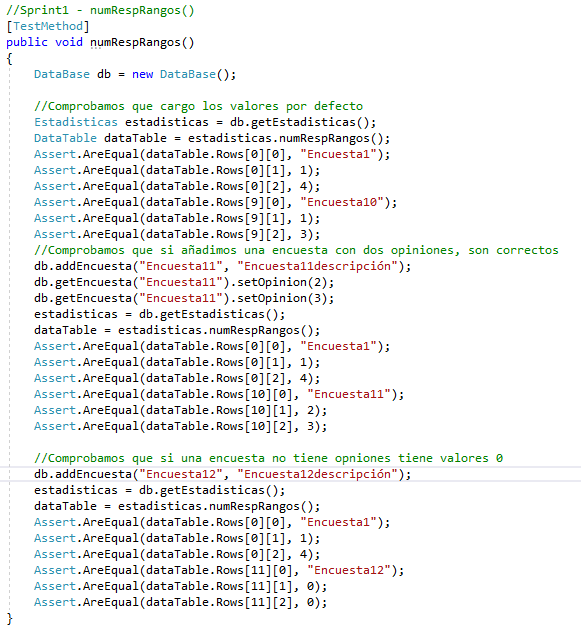 //Sprint1 - numRespRangos()
[TestMethod]
public void numRespRangos()
{
DataBase db = new DataBase();
//Comprobamos que cargo los valores por defecto
Estadisticas estadisticas = db.getEstadisticas();
DataTable dataTable = estadisticas.numRespRangos();
Assert.AreEqual(dataTable.Rows[0][0], "Encuesta1");
Assert.AreEqual(dataTable.Rows[0][1], 1);
Assert.AreEqual(dataTable.Rows[0][2], 4);
Assert.AreEqual(dataTable.Rows[9][0], "Encuesta10");
Assert.AreEqual(dataTable.Rows[9][1], 1);
Assert.AreEqual(dataTable.Rows[9][2], 3);
//Comprobamos que si añadimos una encuesta con dos opiniones, son correctos
db.addEncuesta("Encuesta11", "Encuesta11descripción");
db.getEncuesta("Encuesta11").setOpinion(2);
db.getEncuesta("Encuesta11").setOpinion(3);
estadisticas = db.getEstadisticas();
dataTable = estadisticas.numRespRangos();
Assert.AreEqual(dataTable.Rows[0][0], "Encuesta1");
Assert.AreEqual(dataTable.Rows[0][1], 1);
Assert.AreEqual(dataTable.Rows[0][2], 4);
Assert.AreEqual(dataTable.Rows[10][0], "Encuesta11");
Assert.AreEqual(dataTable.Rows[10][1], 2);
Assert.AreEqual(dataTable.Rows[10][2], 3);
//Comprobamos que si una encuesta no tiene opniones tiene valores 0
db.addEncuesta("Encuesta12", "Encuesta12descripción");
estadisticas = db.getEstadisticas();
dataTable = estadisticas.numRespRangos();
Assert.AreEqual(dataTable.Rows[0][0], "Encuesta1");
Assert.AreEqual(dataTable.Rows[0][1], 1);
Assert.AreEqual(dataTable.Rows[0][2], 4);
Assert.AreEqual(dataTable.Rows[11][0], "Encuesta12");
Assert.AreEqual(dataTable.Rows[11][1], 0);
Assert.AreEqual(dataTable.Rows[11][2], 0);
}